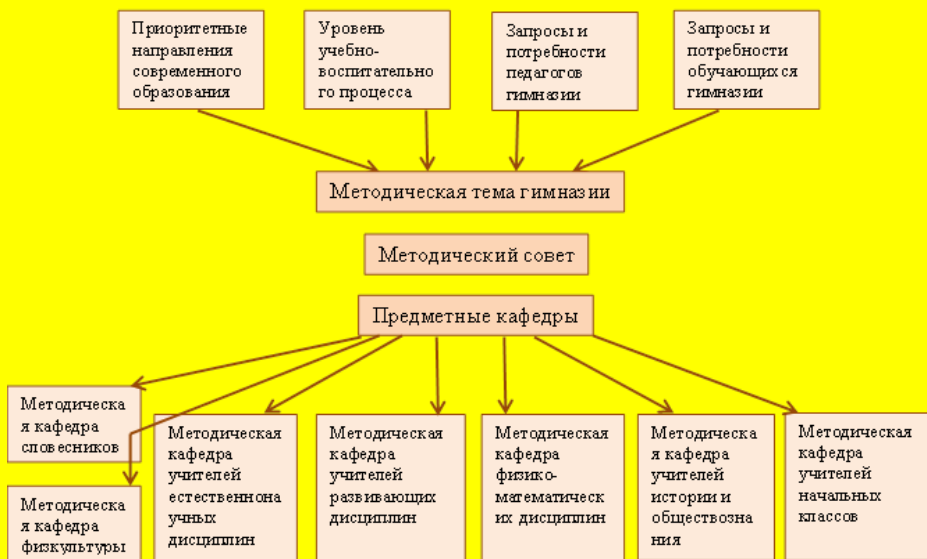 Приоритетные
направления
современного
образования
Уровень
учебно-
воспитательно
го процесса
Запросы и
потребности
педагогов
гимназии
Запросы и
потребности
обучающихся
гимназии
Методическая тема гимназии
Методический совет
Предметные кафедры
Методическа
я кафедра
словесников
Методическа
я кафедра
физкультуры
Методическая
кафедра
учителей
естественнона
учных
дисциплин
Методическая
кафедра
учителей
развивающих
дисциплин
Методическая
кафедра
физико-
математическ
их дисциплин
Методическа
я кафедра
учителей
истории и
обществозна
ния
Методическая
кафедра
учителей
начальных
классов